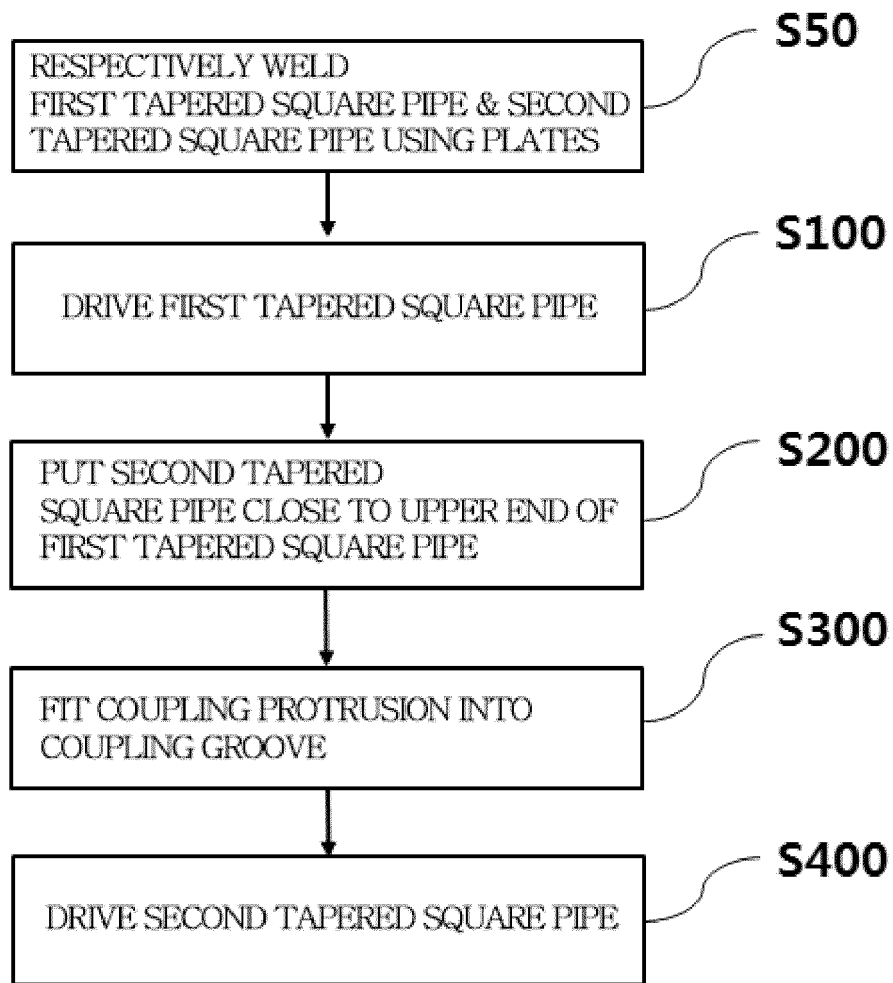 S50
RESPECTIVELY WELD
FIRST TAPERED SQUARE PIPE & SECOND
TAPERED SQUARE PIPE USING PLATES
S100
DRIVE FIRST TAPERED SQUARE PIPE
S200
PUT SECOND TAPERED
SQUARE PIPE CLOSE TO UPPER END OF
FIRST TAPERED SQUARE PIPE
S300
FIT COUPLING PROTRUSION INTO
COUPLING GROOVE
S400
DRIVE SECOND TAPERED SQUARE PIPE